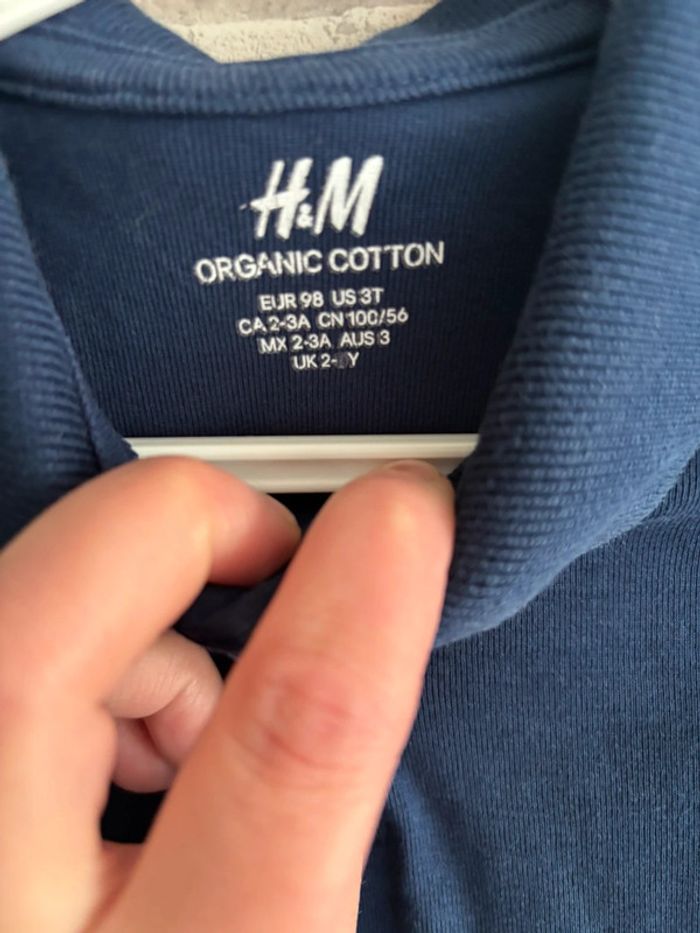 H&M
ORGANIC COTTON
EUR 98 US 3T
CA 2-3A CN 100/56
MX 2-3A AUS 3
UK